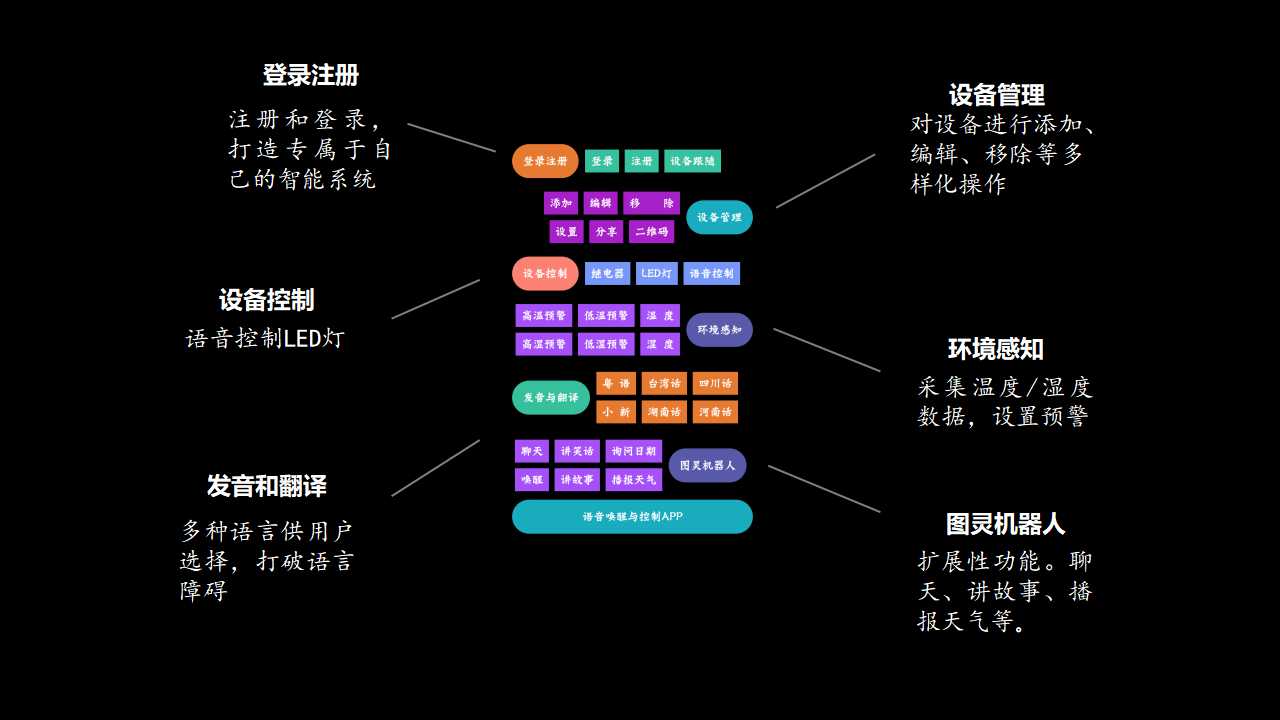 登录注册
注册和登录，
打造专属于自
己的智能系统
设备控制
语音控制LED灯
发音和翻译
多种语言供用户
选择，打破语言
障碍
登录注册 登录 注册 设备跟随
添加 编辑 移 除
设置 分享 二维码
设备管理
设备控制 继电器 LED灯 语音控制
高温预警 低温预警 温 度
高湿预警 低湿预警 湿 度
环境感知
发音与翻译
粤 语 台湾话 四川话
小 新 湖南话 河南话
聊天 讲笑话 询问日期
唤醒 讲故事 播报天气
图灵机器人
语音唤醒与控制APP
设备管理
对设备进行添加、
编辑、移除等多
样化操作
环境感知
采集温度/湿度
数据，设置预警
图灵机器人
扩展性功能。聊
天、讲故事、播
报天气等。